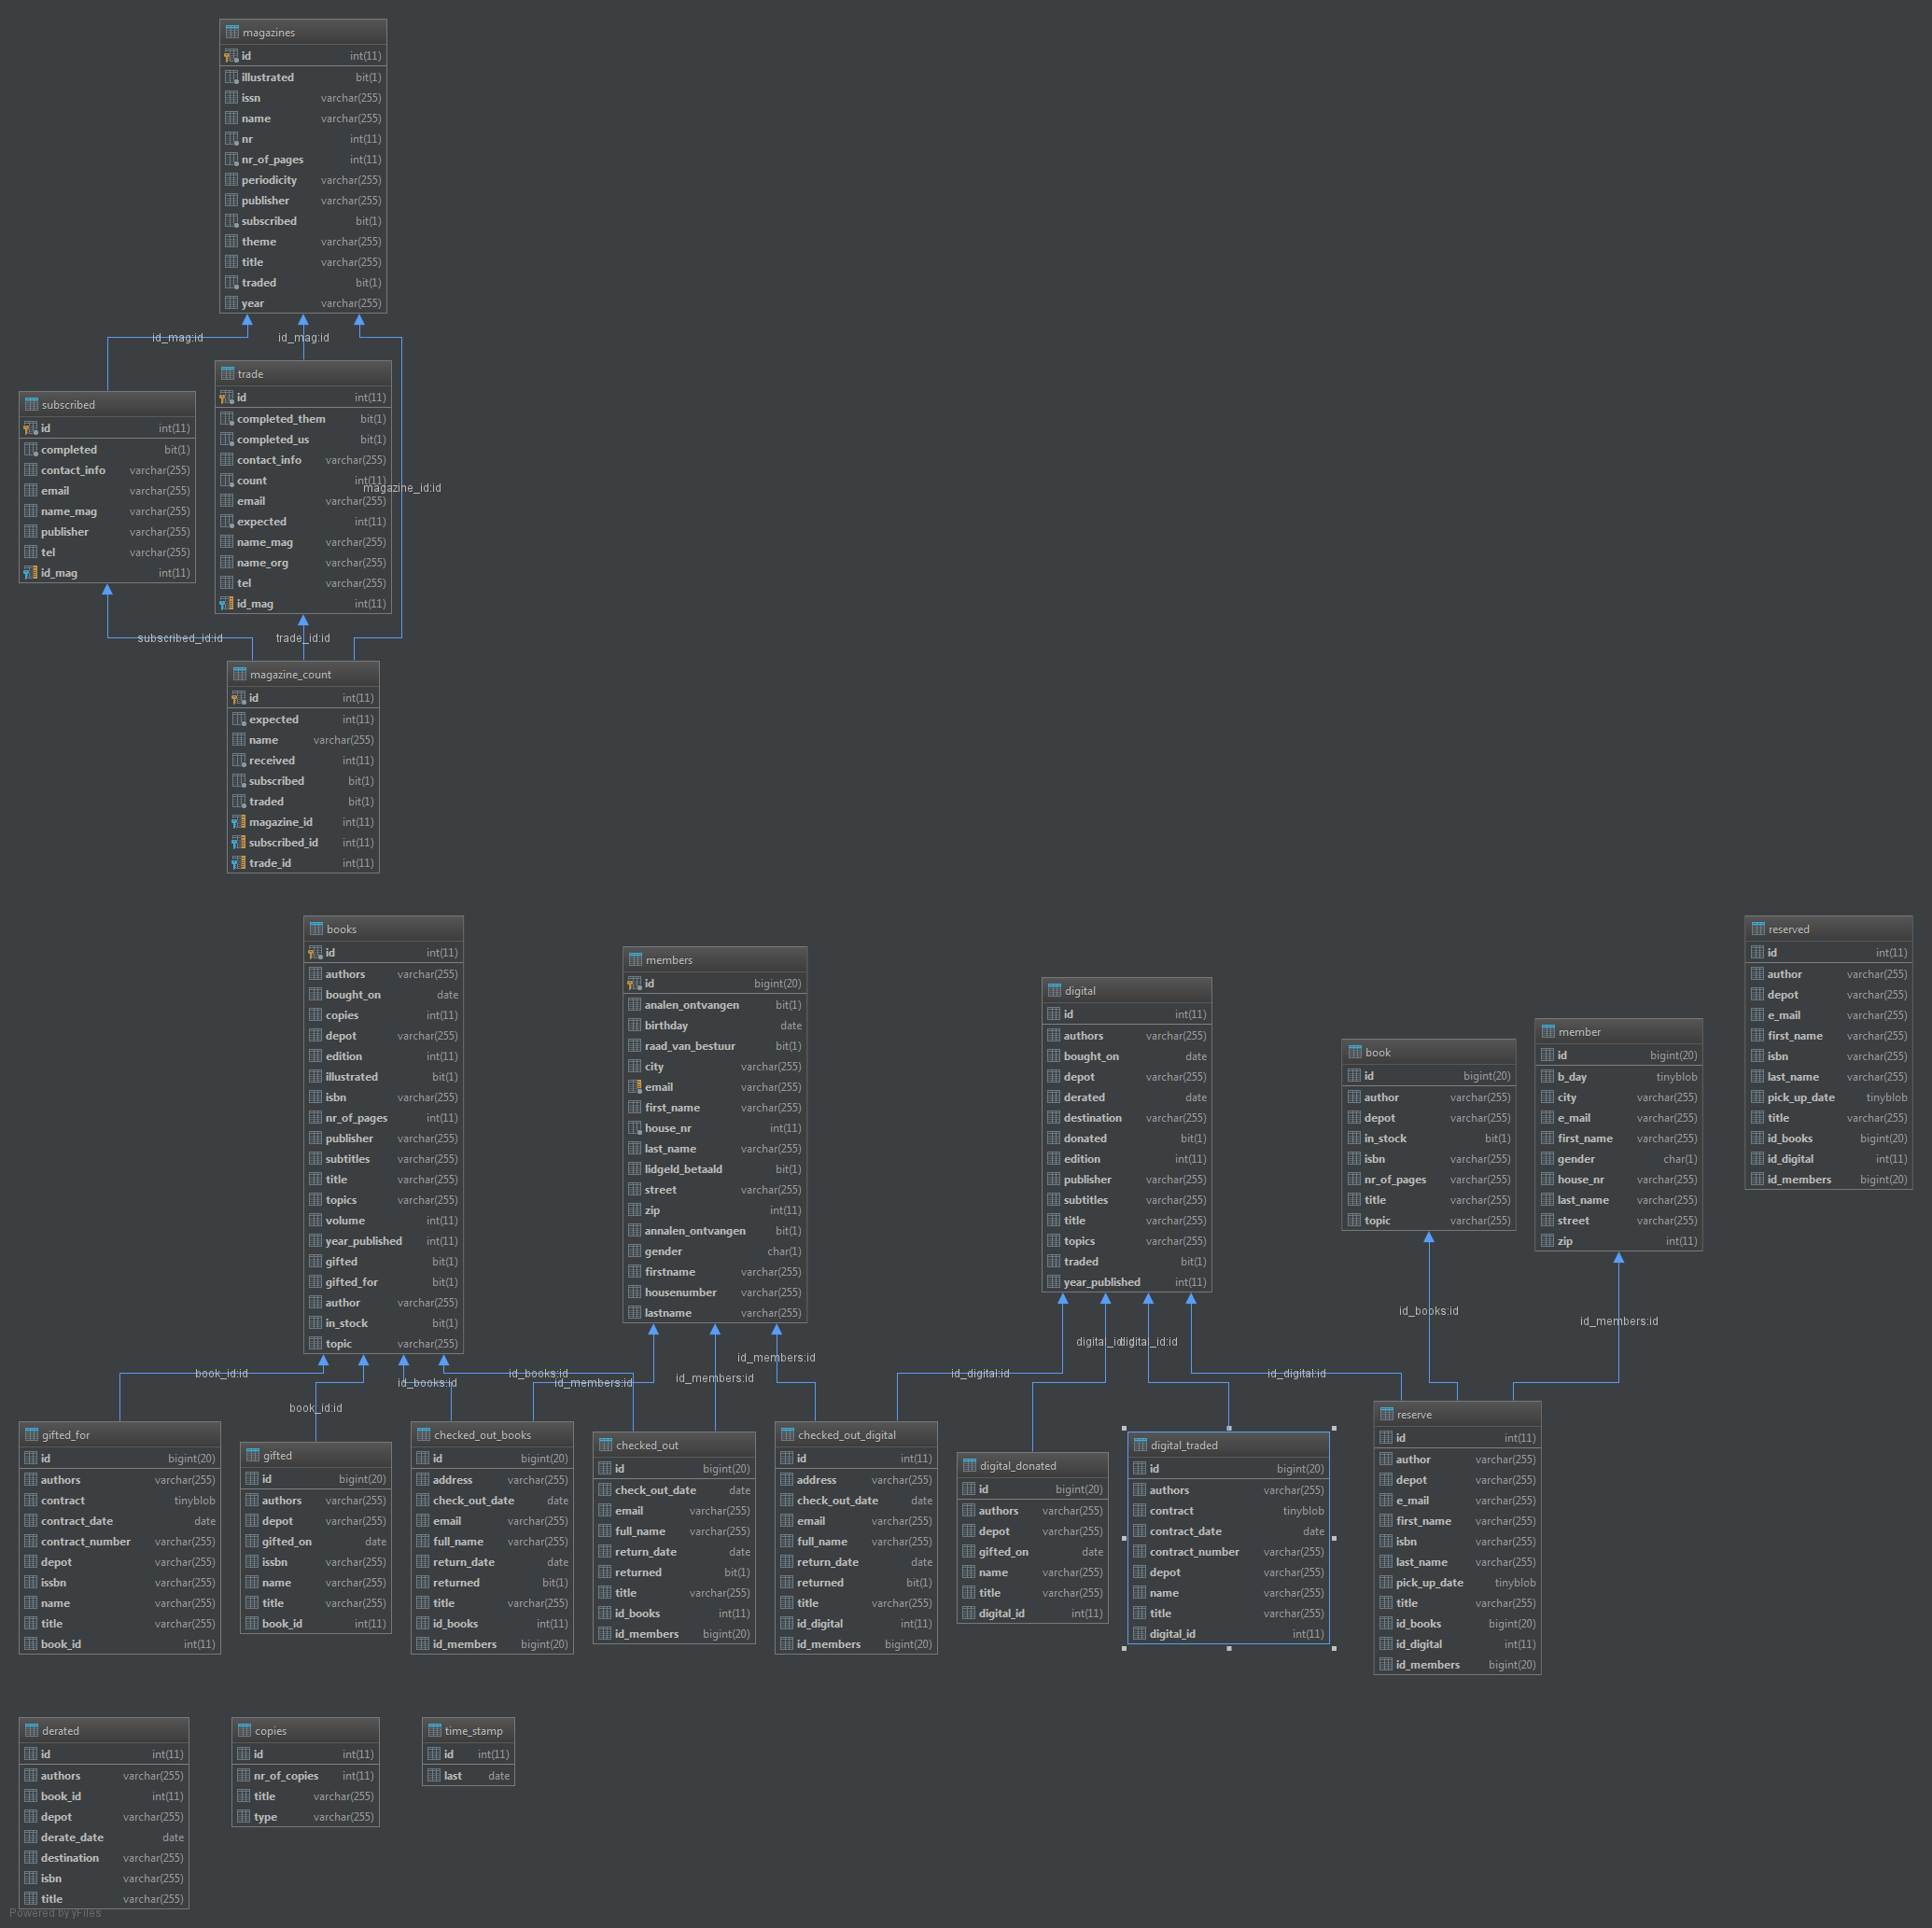 magazines
id int(11)
illustrated bit(1)
issn varchar(255)
name varchar(255)
nr int(11)
nr_of_pages int(11)
periodicity varchar(255)
publisher varchar(255)
subscribed bit(1)
theme varchar(255)
title varchar(255)
traded bit(1)
year varchar(255)
id_mag:id
id_mag:id
magazine_id:id
subscribed
id int(11)
completed bit(1)
contact_info varchar(255)
email varchar(255)
name_mag varchar(255)
publisher varchar(255)
tel varchar(255)
id_mag int(11)
trade
id int(11)
completed_them bit(1)
completed_us bit(1)
contact_info varchar(255)
count int(11)
email varchar(255)
expected int(11)
name_mag varchar(255)
name_org varchar(255)
tel varchar(255)
id_mag int(11)
subscribed_id:id
trade_id:id
magazine_count
id int(11)
expected int(11)
name varchar(255)
received int(11)
subscribed bit(1)
traded bit(1)
magazine_id int(11)
subscribed_id int(11)
trade_id int(11)
books
id int(11)
authors varchar(255)
bought_on date
copies int(11)
depot varchar(255)
edition int(11)
illustrated bit(1)
isbn varchar(255)
nr_of_pages int(11)
publisher varchar(255)
subtitles varchar(255)
title varchar(255)
topics varchar(255)
volume int(11)
year_published int(11)
gifted bit(1)
gifted_for bit(1)
author varchar(255)
in_stock bit(1)
topic varchar(255)
members
id bigint(20)
analen_ontvangen bit(1)
birthday date
raad_van_bestuur bit(1)
city varchar(255)
email varchar(255)
first_name varchar(255)
house_nr int(11)
last_name varchar(255)
lidgeld_betaald bit(1)
street varchar(255)
zip int(11)
annalen_ontvangen bit(1)
gender char(1)
firstname varchar(255)
housenumber varchar(255)
lastname varchar(255)
digital
id int(11)
authors varchar(255)
bought_on date
depot varchar(255)
derated date
destination varchar(255)
donated bit(1)
edition int(11)
publisher varchar(255)
subtitles varchar(255)
title varchar(255)
topics varchar(255)
traded bit(1)
year_published int(11)
book
id bigint(20)
author varchar(255)
depot varchar(255)
in_stock bit(1)
isbn varchar(255)
nr_of_pages varchar(255)
title varchar(255)
topic varchar(255)
member
id bigint(20)
b_day tinyblob
city varchar(255)
e_mail varchar(255)
first_name varchar(255)
gender char(1)
house_nr varchar(255)
last_name varchar(255)
street varchar(255)
zip int(11)
reserved
id int(11)
author varchar(255)
depot varchar(255)
e_mail varchar(255)
first_name varchar(255)
isbn varchar(255)
last_name varchar(255)
pick_up_date tinyblob
title varchar(255)
id_books bigint(20)
id_digital int(11)
id_members bigint(20)
book_id:id
book_id:id
id_books:id
id_books:id
id_members:id
id_members:id
id_members:id
id_digital:id
digital_id:id
digital_id:id
id_digital:id
id_books:id
id_members:id
gifted_for
id bigint(20)
authors varchar(255)
contract tinyblob
contract_date date
contract_number varchar(255)
depot varchar(255)
issbn varchar(255)
name varchar(255)
title varchar(255)
book_id int(11)
gifted
id bigint(20)
authors varchar(255)
depot varchar(255)
gifted_on date
issbn varchar(255)
name varchar(255)
title varchar(255)
book_id int(11)
checked_out_books
id bigint(20)
address varchar(255)
check_out_date date
email varchar(255)
full_name varchar(255)
return_date date
returned bit(1)
title varchar(255)
id_books int(11)
id_members bigint(20)
checked_out
id bigint(20)
check_out_date date
email varchar(255)
full_name varchar(255)
return_date date
returned bit(1)
title varchar(255)
id_books int(11)
id_members bigint(20)
checked_out_digital
id int(11)
address varchar(255)
check_out_date date
email varchar(255)
full_name varchar(255)
return_date date
returned bit(1)
title varchar(255)
id_digital int(11)
id_members bigint(20)
digital_donated
id bigint(20)
authors varchar(255)
depot varchar(255)
gifted_on date
name varchar(255)
title varchar(255)
digital_id int(11)
digital_traded
id bigint(20)
authors varchar(255)
contract tinyblob
contract_date date
contract_number varchar(255)
depot varchar(255)
name varchar(255)
title varchar(255)
digital_id int(11)
reserve
id int(11)
author varchar(255)
depot varchar(255)
e_mail varchar(255)
first_name varchar(255)
isbn varchar(255)
last_name varchar(255)
pick_up_date tinyblob
title varchar(255)
id_books bigint(20)
id_digital int(11)
id_members bigint(20)
derated
id int(11)
authors varchar(255)
book_id int(11)
depot varchar(255)
derate_date date
destination varchar(255)
isbn varchar(255)
title varchar(255)
copies
id int(11)
nr_of_copies int(11)
title varchar(255)
type varchar(255)
time_stamp
id int(11)
last date
Powered by yFiles